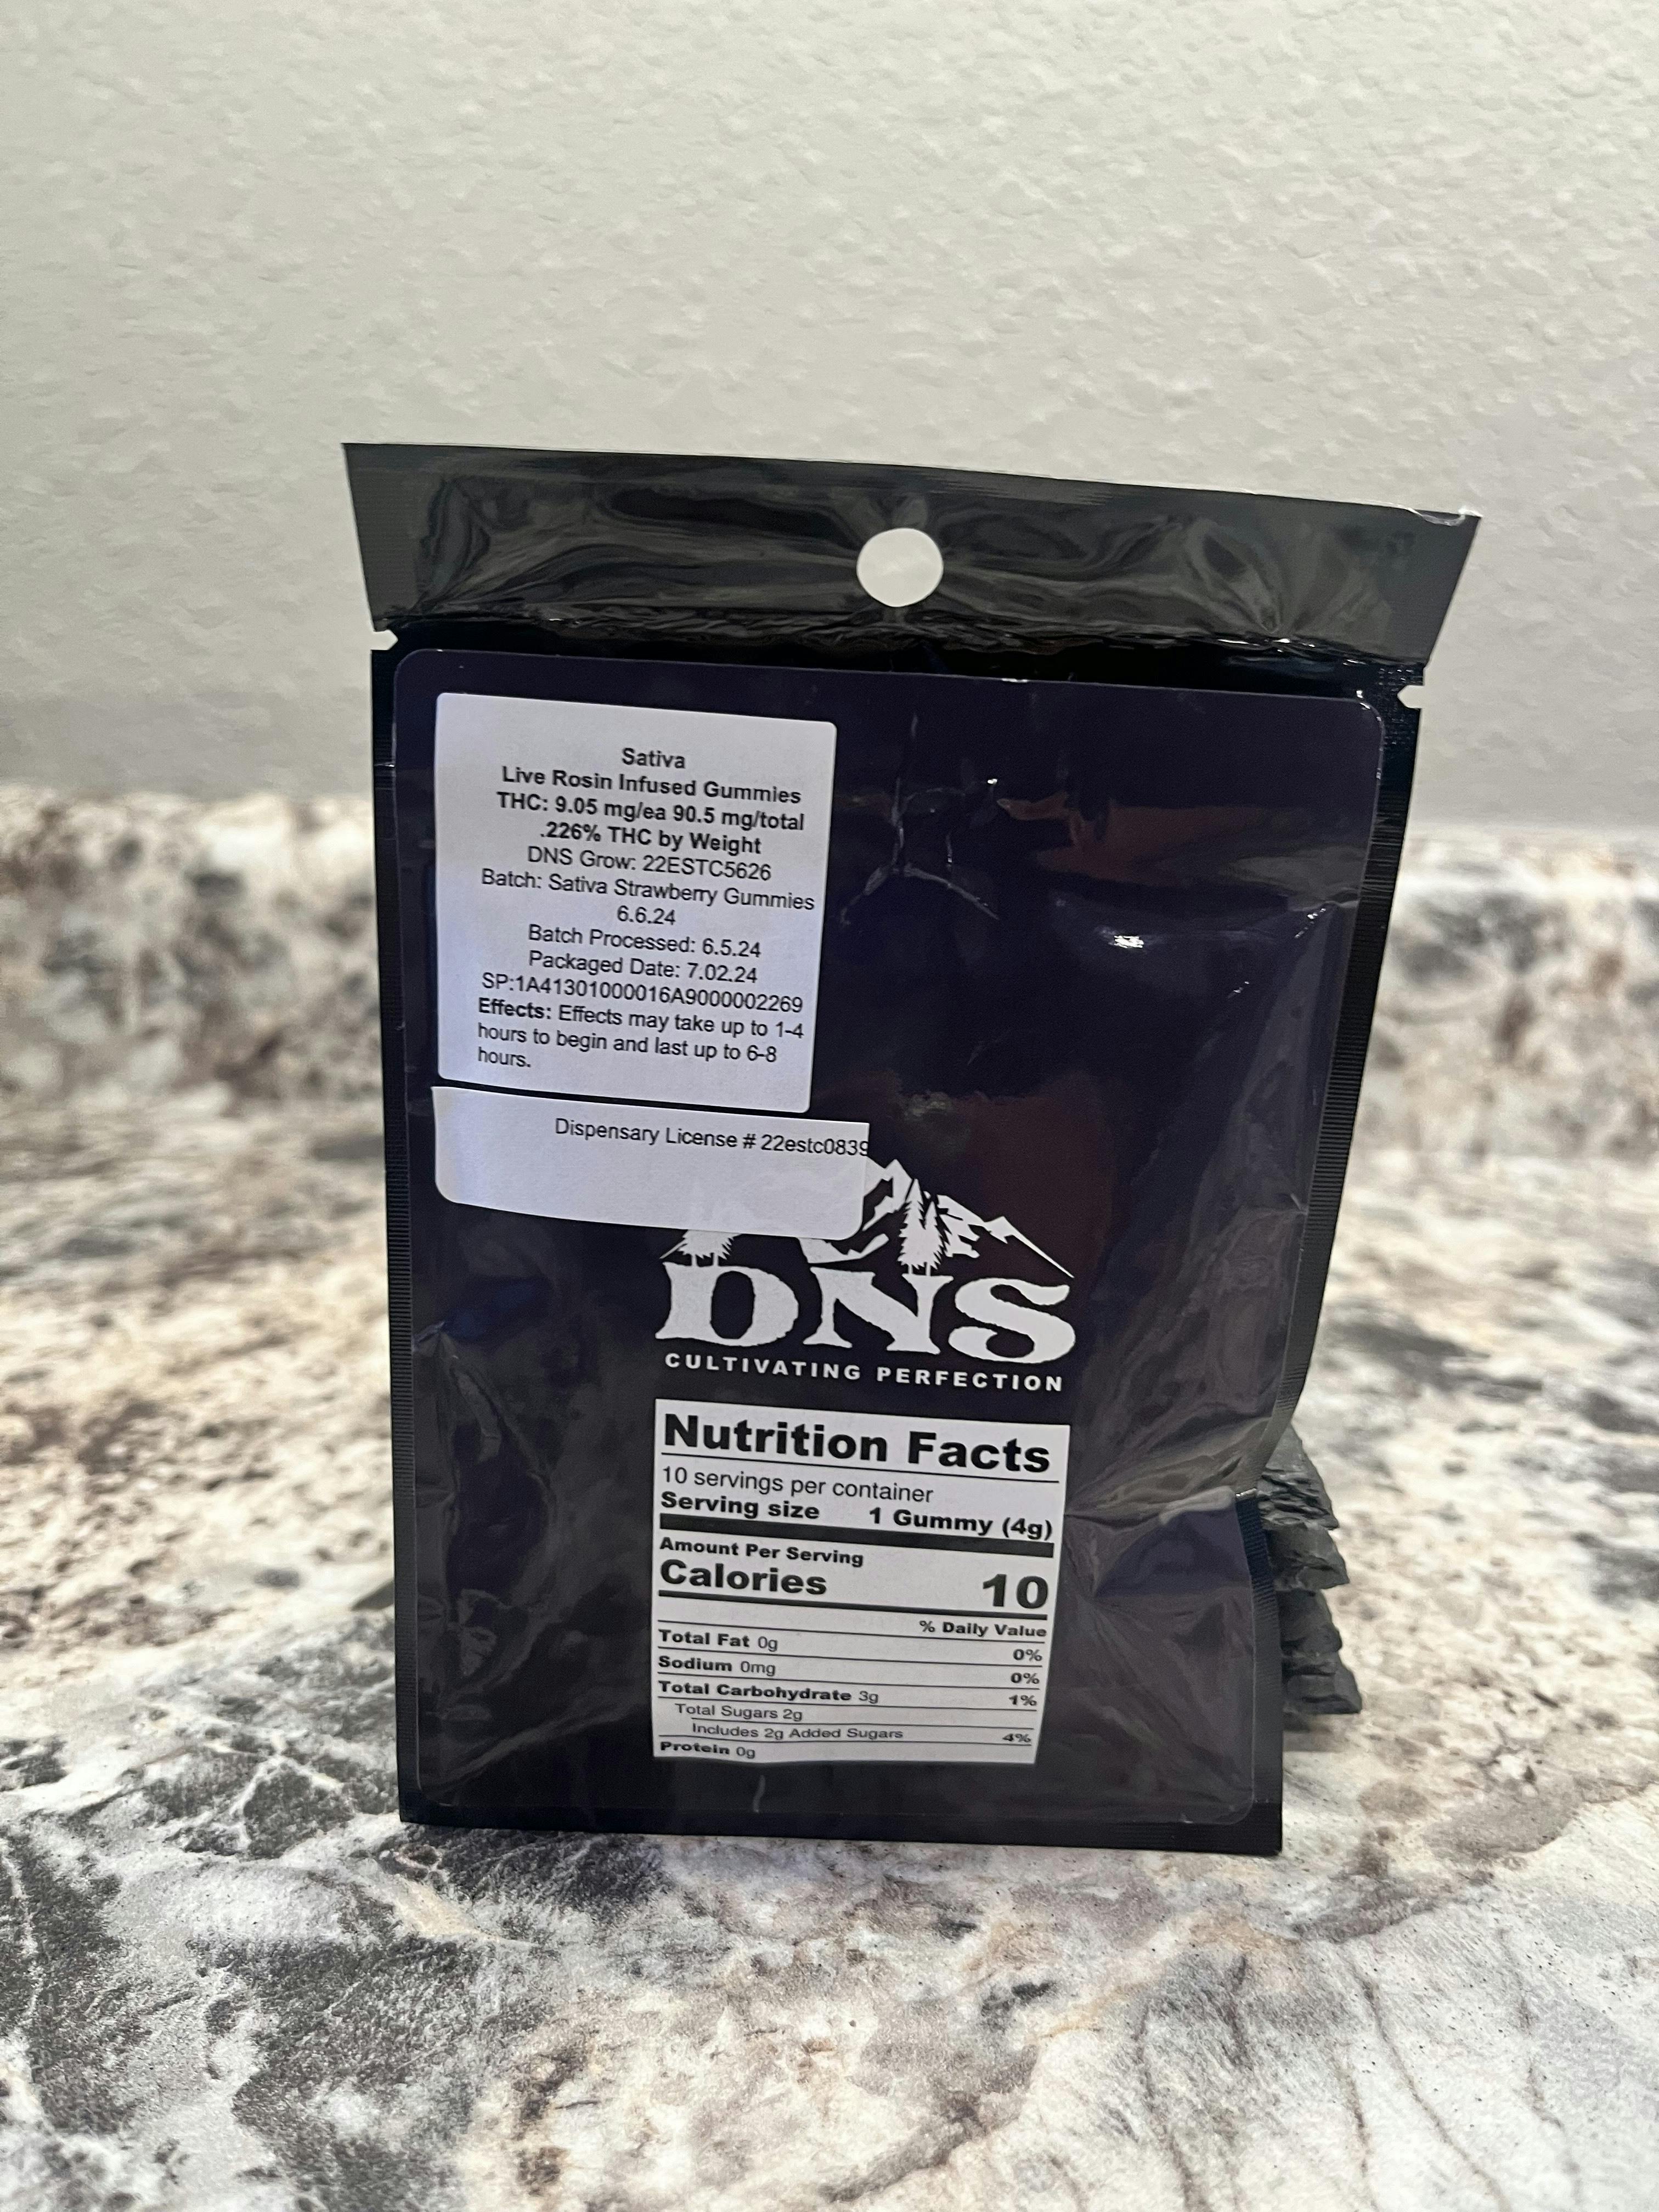 Sativa
Live Rosin Infused Gummies
THC: 9.05 mg/ea 90.5 mg/total
.226% THC by Weight
DNS Grow: 22ESTC5626
Batch: Sativa Strawberry Gummies
6.6.24
Batch Processed: 6.5.24
Packaged Date: 7.02.24
SP:1A41301000016A9000002269
Effects: Effects may take up to 1-4
hours to begin and last up to 6-8
hours.
Dispensary License # 22estc0839
DNS
CULTIVATING PERFECTION
Nutrition Facts
10 servings per container
Serving size 1 Gummy (4g)
Amount Per Serving
Calories 10
% Daily Value
Total Fat 0g 0%
Sodium 0mg 0%
Total Carbohydrate 3g 1%
Total Sugars 2g
Includes 2g Added Sugars 4%
Protein 0g